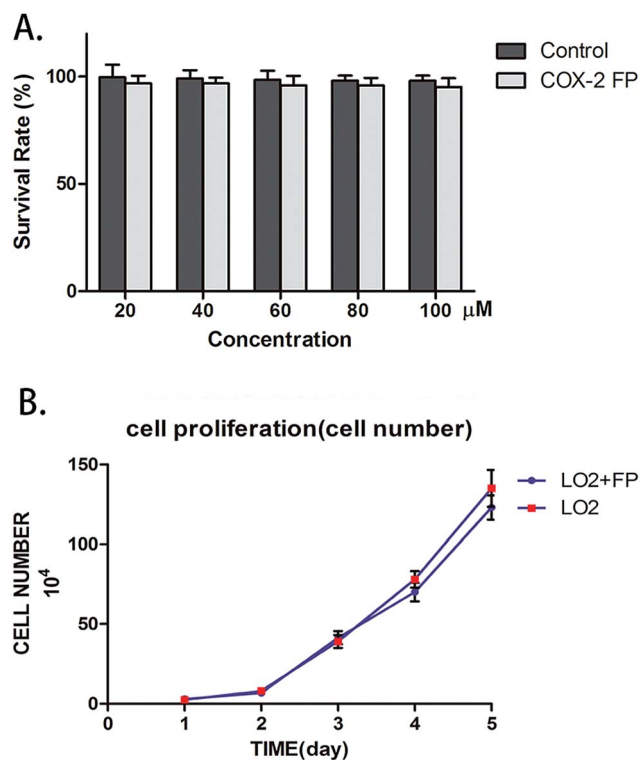 A.
Control
COX-2 FP
Survival Rate (%)
100
50
0
20 40 60 80 100 μM
Concentration
B.
cell proliferation(cell number)
LO2+FP
LO2
CELL NUMBER
10^4
150
100
50
0
0 1 2 3 4 5
TIME(day)